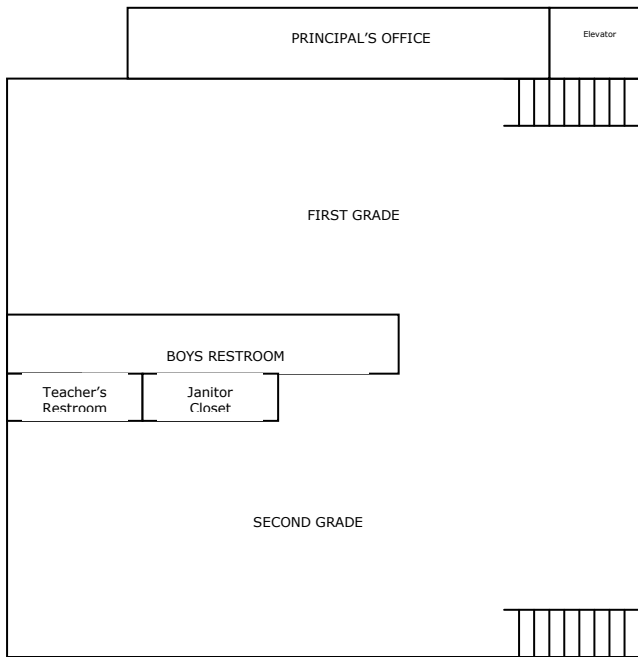 PRINCIPAL'S OFFICE
Elevator
FIRST GRADE
BOYS RESTROOM
Teacher's
Restroom
Janitor
Closet
SECOND GRADE